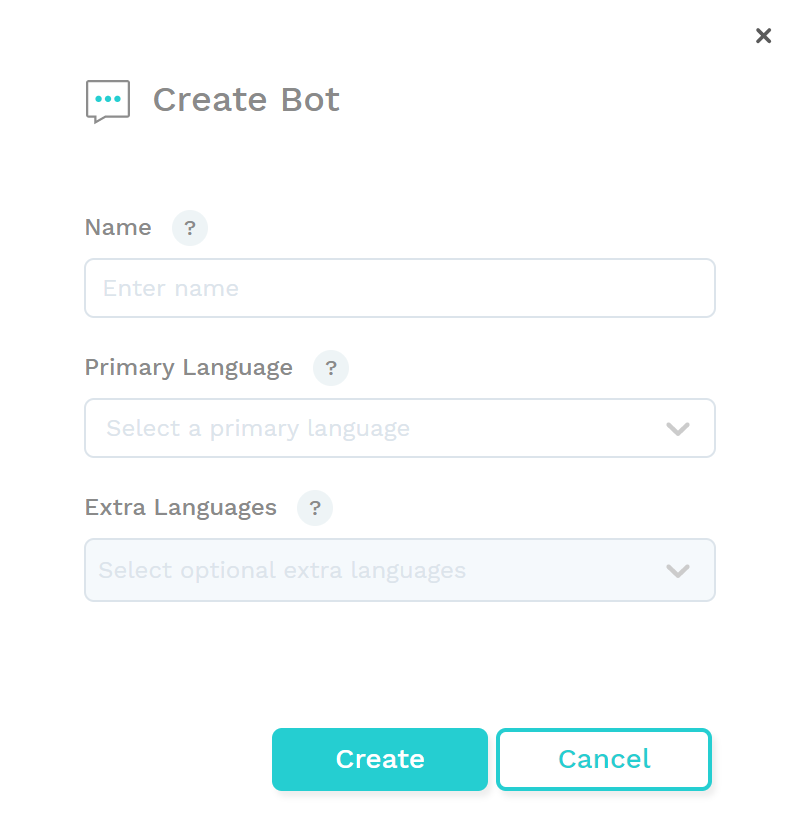 Create Bot
Name ?
Enter name
Primary Language ?
Select a primary language
Extra Languages ?
Select optional extra languages
Create Cancel